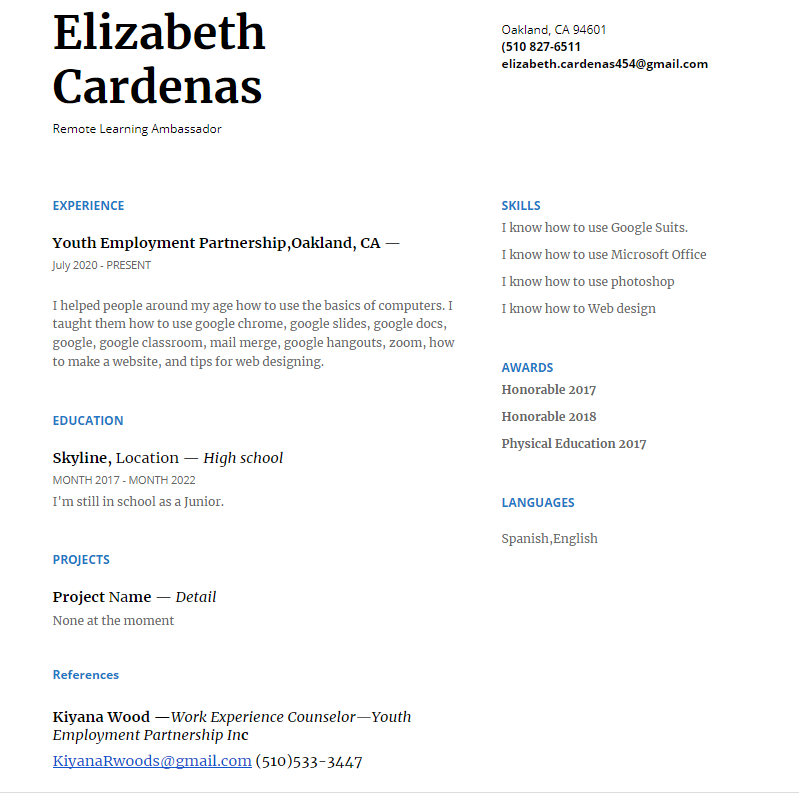 Elizabeth
Cardenas
Remote Learning Ambassador
Oakland, CA 94601
(510 827-6511
elizabeth.cardenas454@gmail.com
EXPERIENCE
Youth Employment Partnership,Oakland, CA —
July 2020 - PRESENT
I helped people around my age how to use the basics of computers. I
taught them how to use google chrome, google slides, google docs,
google, google classroom, mail merge, google hangouts, zoom, how
to make a website, and tips for web designing.
EDUCATION
Skyline, Location — High school
MONTH 2017 - MONTH 2022
I'm still in school as a Junior.
PROJECTS
Project Name — Detail
None at the moment
References
Kiyana Wood —Work Experience Counselor—Youth
Employment Partnership Inc
KiyanaRwoods@gmail.com (510)533-3447
SKILLS
I know how to use Google Suits.
I know how to use Microsoft Office
I know how to use photoshop
I know how to Web design
AWARDS
Honorable 2017
Honorable 2018
Physical Education 2017
LANGUAGES
Spanish,English